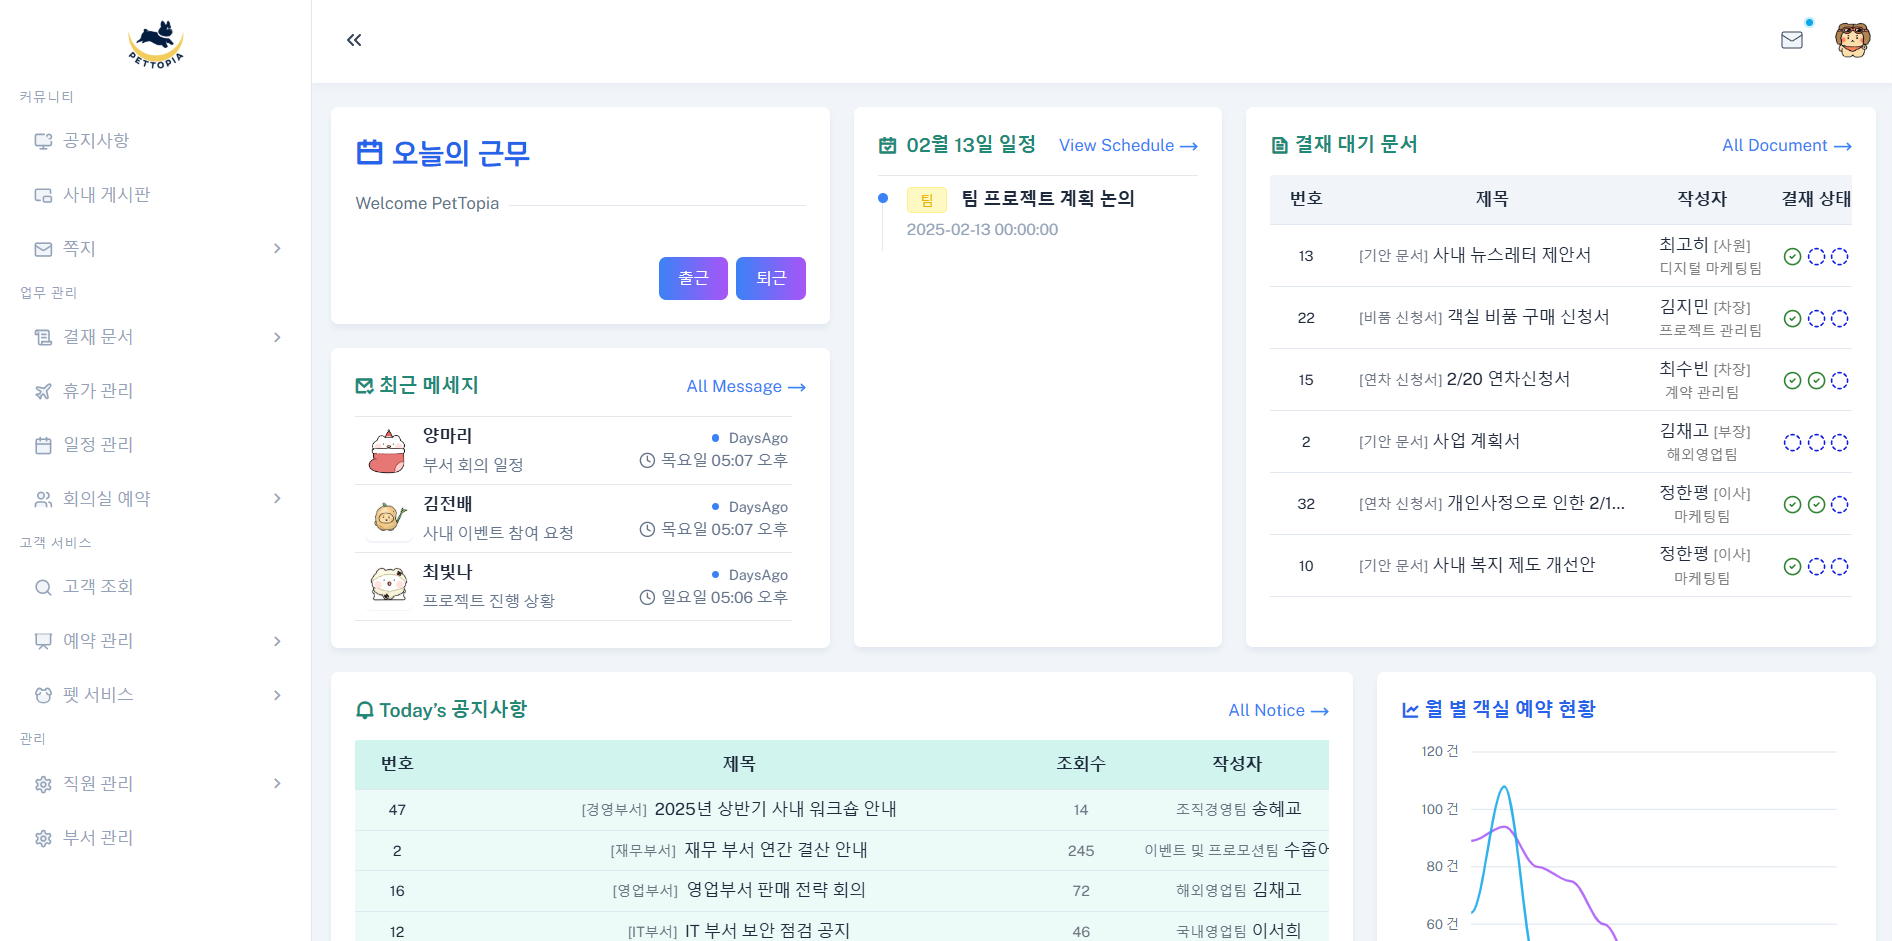 PETTOPIA
커뮤니티
공지사항
사내 게시판
쪽지
업무 관리
결재 문서
휴가 관리
일정 관리
회의실 예약
고객 서비스
고객 조회
예약 관리
펫 서비스
관리
직원 관리
부서 관리
오늘의 근무
Welcome PetTopia
출근 퇴근
최근 메세지 All Message
양마리 DaysAgo
부서 회의 일정 목요일 05:07 오후
김전배 DaysAgo
사내 이벤트 참여 요청 목요일 05:07 오후
최빛나 DaysAgo
프로젝트 진행 상황 일요일 05:06 오후
02월 13일 일정 View Schedule
팀 팀 프로젝트 계획 논의
2025-02-13 00:00:00
결재 대기 문서 All Document
번호 제목 작성자 결재 상태
13 [기안 문서] 사내 뉴스레터 제안서 최고히 [사원]
디지털 마케팅팀
22 [비품 신청서] 객실 비품 구매 신청서 김지민 [차장]
프로젝트 관리팀
15 [연차 신청서] 2/20 연차신청서 최수빈 [차장]
계약 관리팀
2 [기안 문서] 사업 계획서 김채고 [부장]
해외영업팀
32 [연차 신청서] 개인사정으로 인한 2/1... 정한평 [이사]
마케팅팀
10 [기안 문서] 사내 복지 제도 개선안 정한평 [이사]
마케팅팀
Today's 공지사항 All Notice
번호 제목 조회수 작성자
47 [경영부서] 2025년 상반기 사내 워크숍 안내 14 조직경영팀 송혜교
2 [재무부서] 재무 부서 연간 결산 안내 245 이벤트 및 프로모션팀 수줍어
16 [영업부서] 영업부서 판매 전략 회의 72 해외영업팀 김채고
12 [IT부서] IT 부서 보안 점검 공지 46 국내영업팀 이서희
월 별 객실 예약 현황
120 건
100 건
80 건
60 건